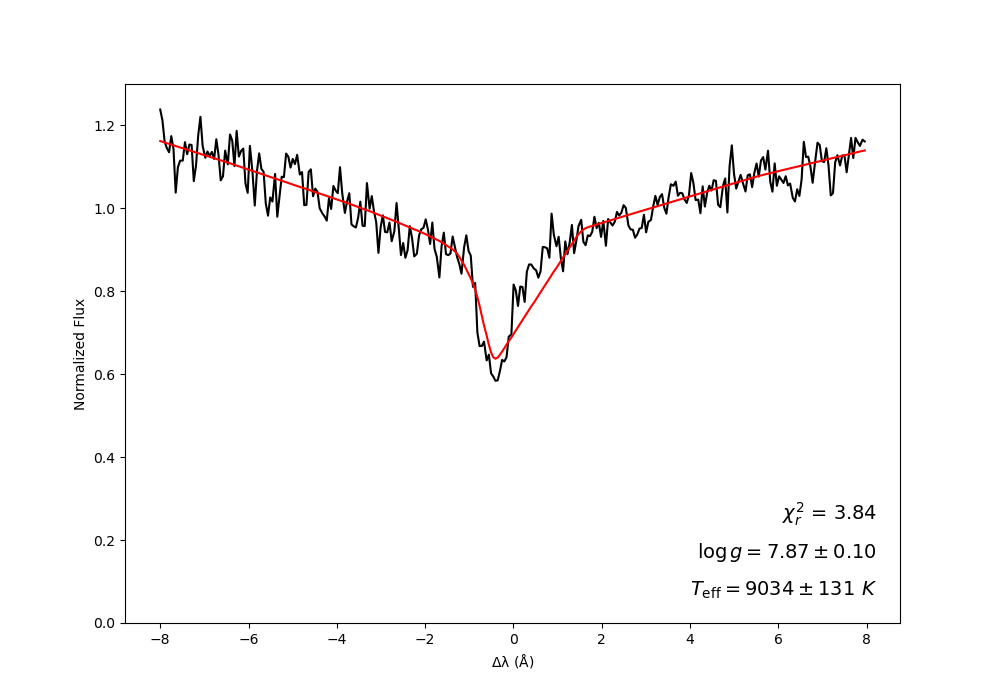 1.2
1.0
0.8
0.6
0.4
0.2
0.0
Normalized Flux
χ²ᵣ = 3.84
log g = 7.87 ± 0.10
T_eff = 9034 ± 131 K
−8 −6 −4 −2 0 2 4 6 8
Δλ (Å)